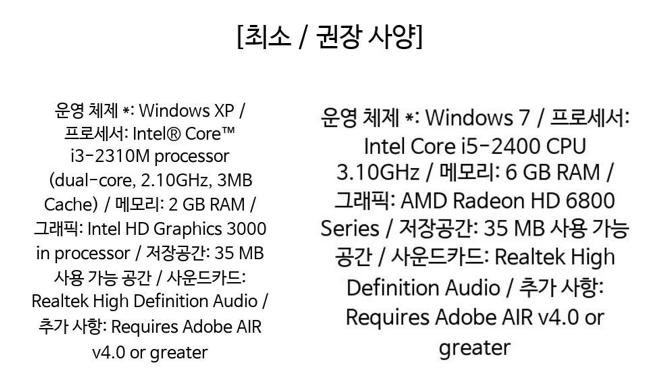 [최소 / 권장 사양]
운영 체제 *: Windows XP /
프로세서: Intel® Core™
i3-2310M processor
(dual-core, 2.10GHz, 3MB
Cache) / 메모리: 2 GB RAM /
그래픽: Intel HD Graphics 3000
in processor / 저장공간: 35 MB
사용 가능 공간 / 사운드카드:
Realtek High Definition Audio /
추가 사항: Requires Adobe AIR
v4.0 or greater
운영 체제 *: Windows 7 / 프로세서:
Intel Core i5-2400 CPU
3.10GHz / 메모리: 6 GB RAM /
그래픽: AMD Radeon HD 6800
Series / 저장공간: 35 MB 사용 가능
공간 / 사운드카드: Realtek High
Definition Audio / 추가 사항:
Requires Adobe AIR v4.0 or
greater